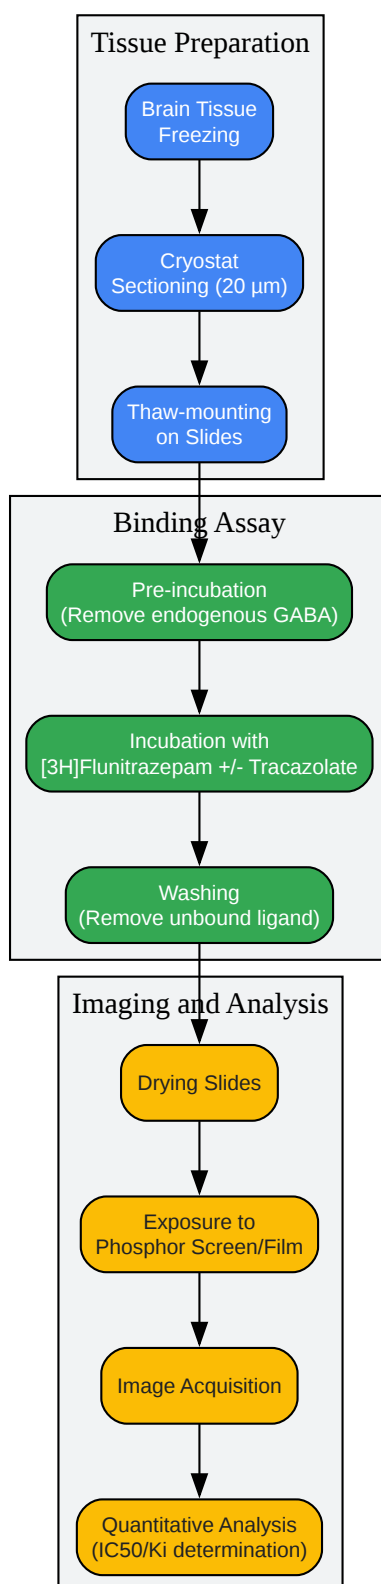 Tissue Preparation
Brain Tissue
Freezing
Cryostat
Sectioning (20 µm)
Thaw-mounting
on Slides
Binding Assay
Pre-incubation
(Remove endogenous GABA)
Incubation with
[3H]Flunitrazepam +/- Tracazolate
Washing
(Remove unbound ligand)
Imaging and Analysis
Drying Slides
Exposure to
Phosphor Screen/Film
Image Acquisition
Quantitative Analysis
(IC50/Ki determination)